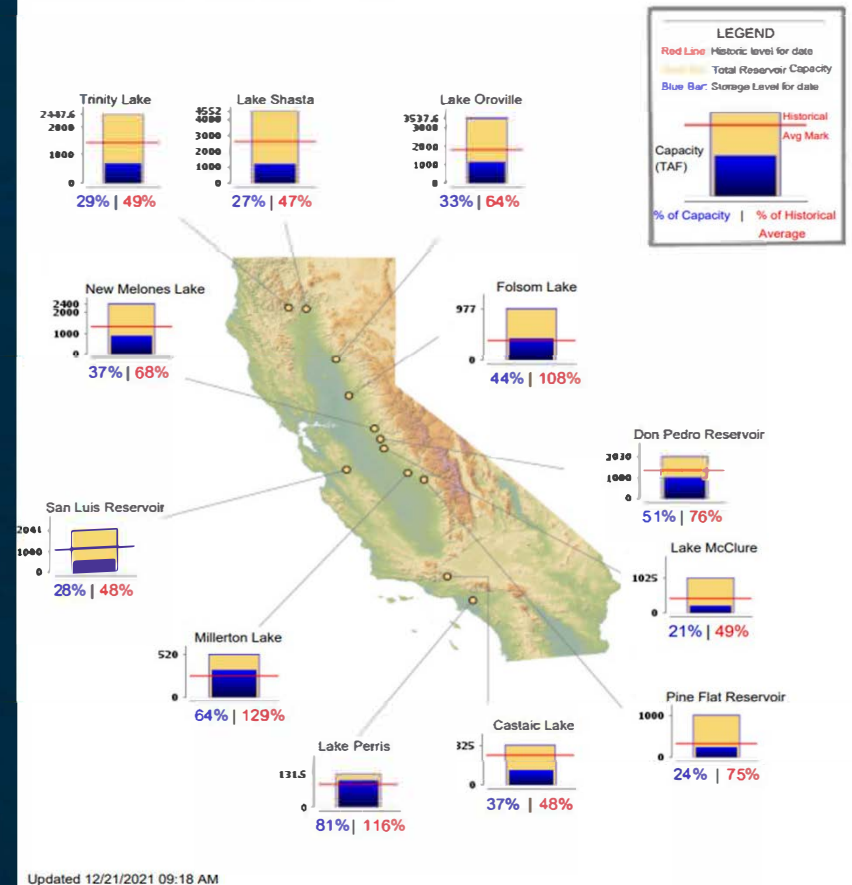 LEGEND
Red Line: Historic level for date
Total Reservoir Capacity
Blue Bar: Storage Level for date
Historical
Avg Mark
Capacity
(TAF)
% of Capacity | % of Historical
Average
Trinity Lake
2447.6
2000
1000
0
29% | 49%
Lake Shasta
4552
4000
3000
2000
1000
0
27% | 47%
Lake Oroville
3537.6
3000
2000
1000
0
33% | 64%
New Melones Lake
2400
2000
1000
0
37% | 68%
Folsom Lake
977
0
44% | 108%
Don Pedro Reservoir
2030
1000
0
51% | 76%
San Luis Reservoir
2041
1000
0
28% | 48%
Lake McClure
1025
0
21% | 49%
Millerton Lake
520
0
64% | 129%
Pine Flat Reservoir
1000
0
24% | 75%
Castaic Lake
325
0
37% | 48%
Lake Perris
131.5
0
81% | 116%
Updated 12/21/2021 09:18 AM